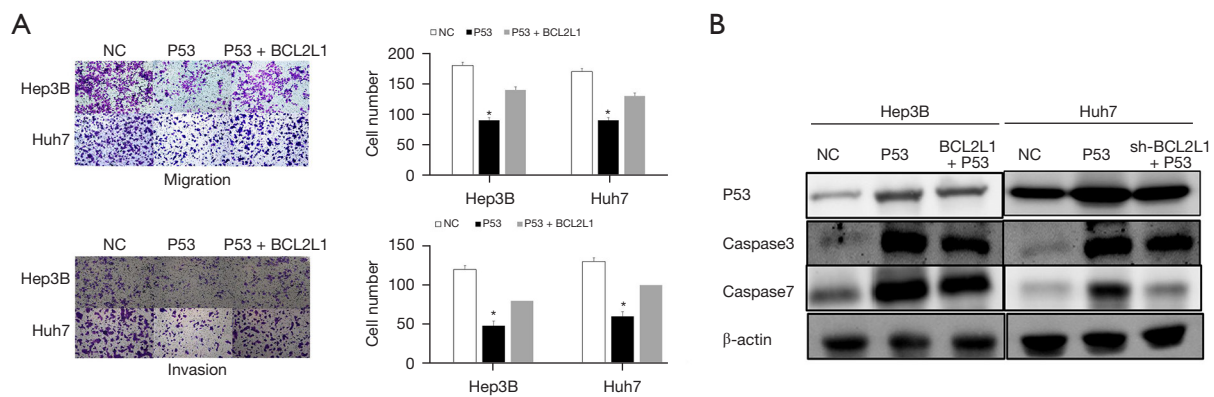 A
NC P53 P53 + BCL2L1
Hep3B
Huh7
Migration
NC P53 P53 + BCL2L1
Cell number
200
150
100
50
0
* *
Hep3B Huh7
NC P53 P53 + BCL2L1
Hep3B
Huh7
Invasion
NC P53 P53 + BCL2L1
Cell number
150
100
50
0
* *
Hep3B Huh7
B
Hep3B Huh7
NC P53 BCL2L1 + P53 NC P53 sh-BCL2L1 + P53
P53
Caspase3
Caspase7
β-actin